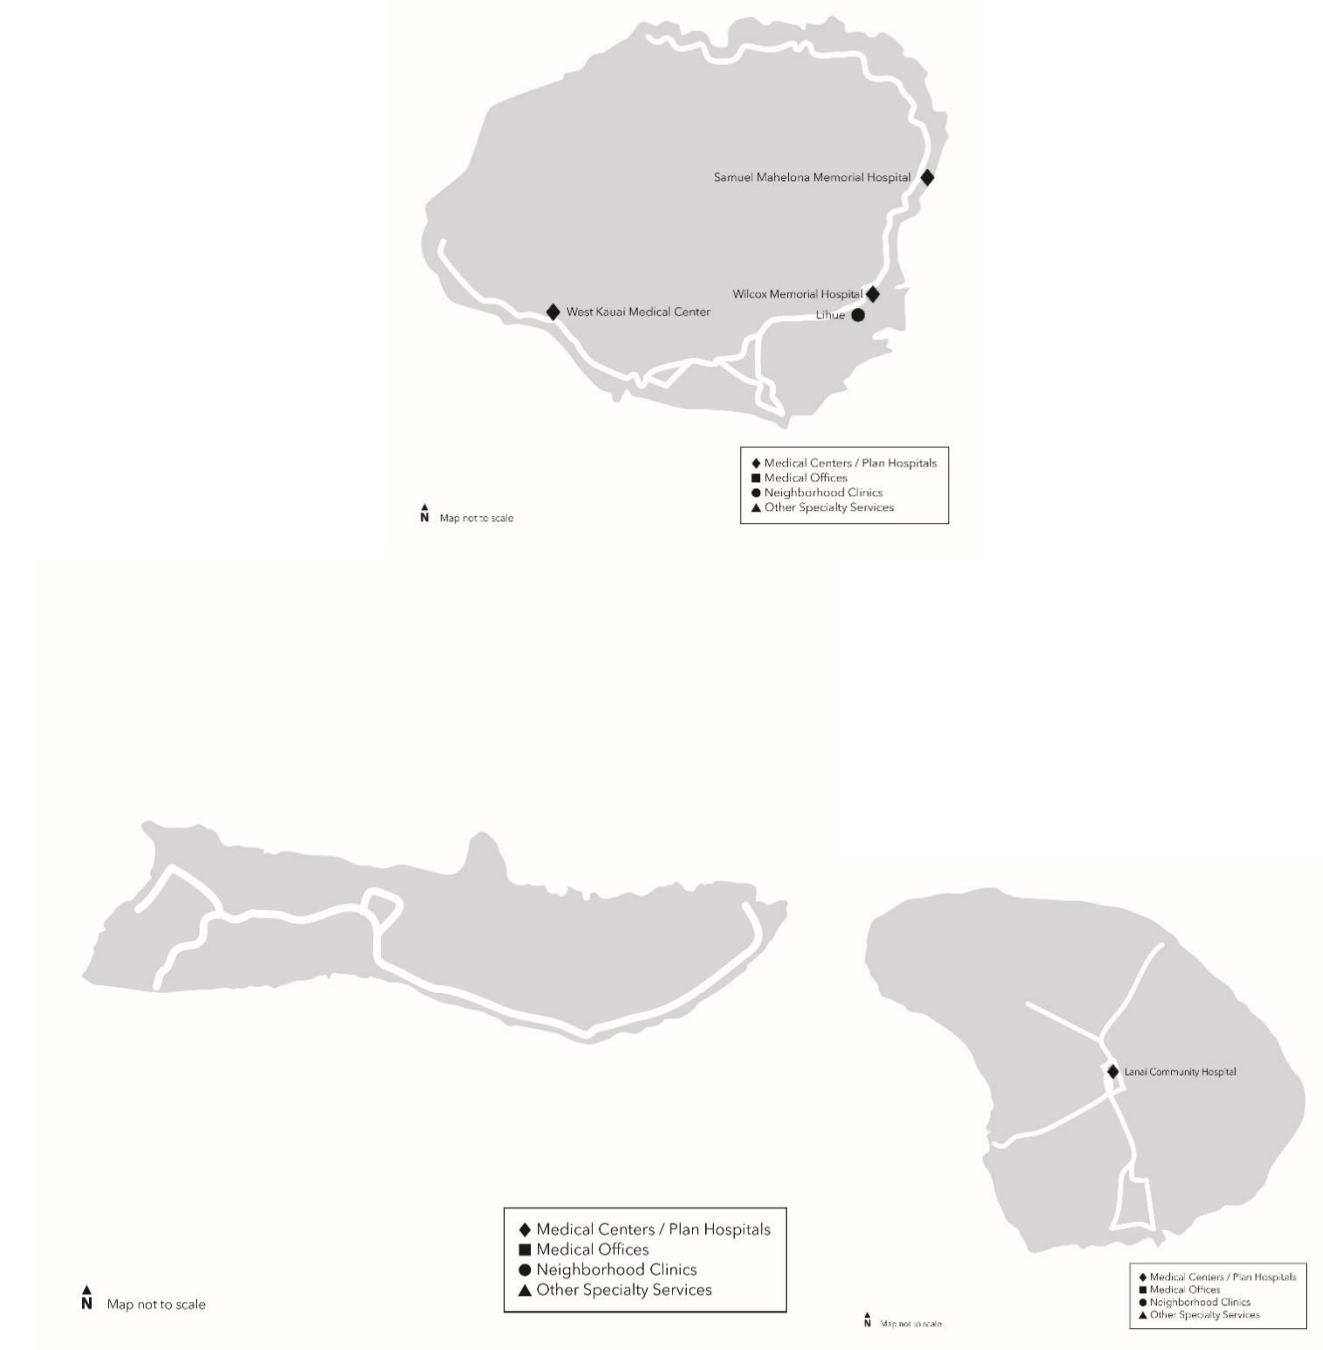 Samuel Mahelona Memorial Hospital
Wilcox Memorial Hospital
West Kauai Medical Center
Lihue
Medical Centers / Plan Hospitals
Medical Offices
Neighborhood Clinics
Other Specialty Services
N Map not to scale
Lanai Community Hospital
Medical Centers / Plan Hospitals
Medical Offices
Neighborhood Clinics
Other Specialty Services
N Map not to scale
Medical Centers / Plan Hospitals
Medical Offices
Neighborhood Clinics
Other Specialty Services
N Map not to scale